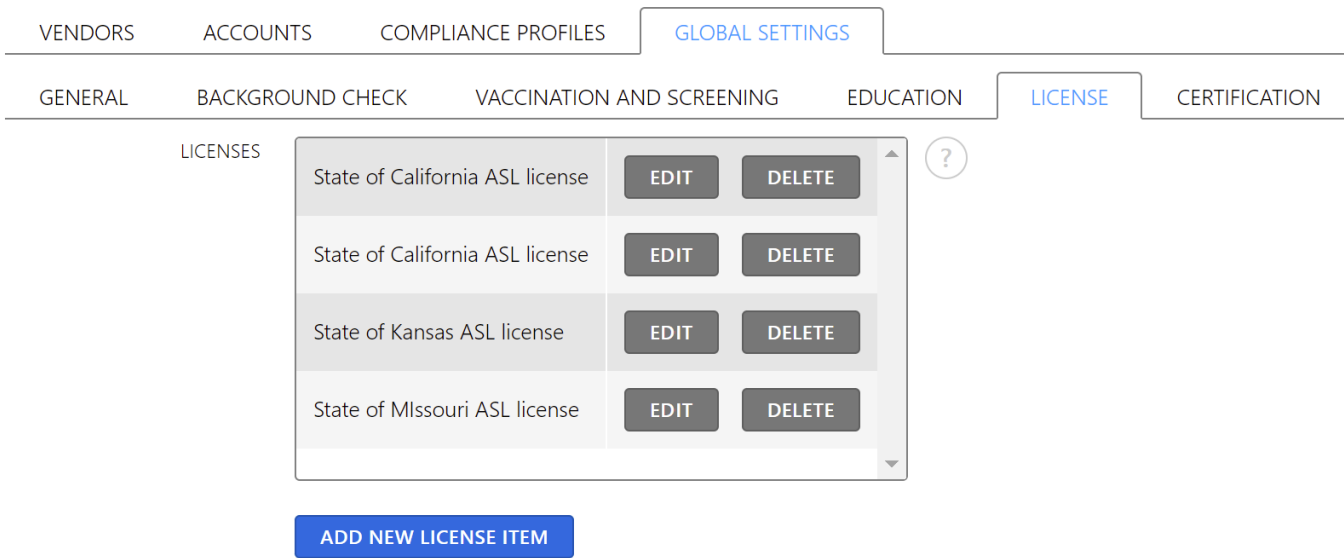 VENDORS ACCOUNTS COMPLIANCE PROFILES GLOBAL SETTINGS
GENERAL BACKGROUND CHECK VACCINATION AND SCREENING EDUCATION LICENSE CERTIFICATION
LICENSES
State of California ASL license EDIT DELETE
?
State of California ASL license EDIT DELETE
State of Kansas ASL license EDIT DELETE
State of MIssouri ASL license EDIT DELETE
ADD NEW LICENSE ITEM